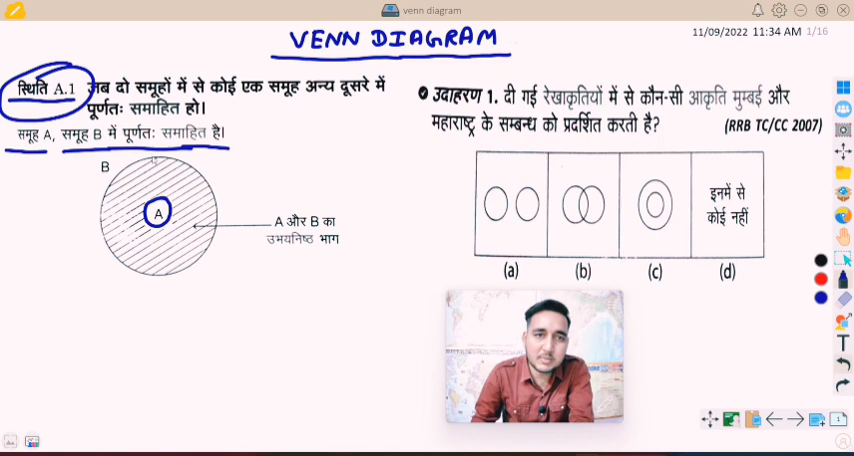 venn diagram
11/09/2022 11:34 AM 1/16
VENN DIAGRAM
स्थिति A.1 जब दो समूहों में से कोई एक समूह अन्य दूसरे में
पूर्णतः समाहित हो।
समूह A, समूह B में पूर्णतः समाहित है।
B
A
A और B का
उभयनिष्ठ भाग
उदाहरण 1. दी गई रेखाकृतियों में से कौन-सी आकृति मुम्बई और
महाराष्ट्र के सम्बन्ध को प्रदर्शित करती है? (RRB TC/CC 2007)
इनमें से
कोई नहीं
(a) (b) (c) (d)
T
1